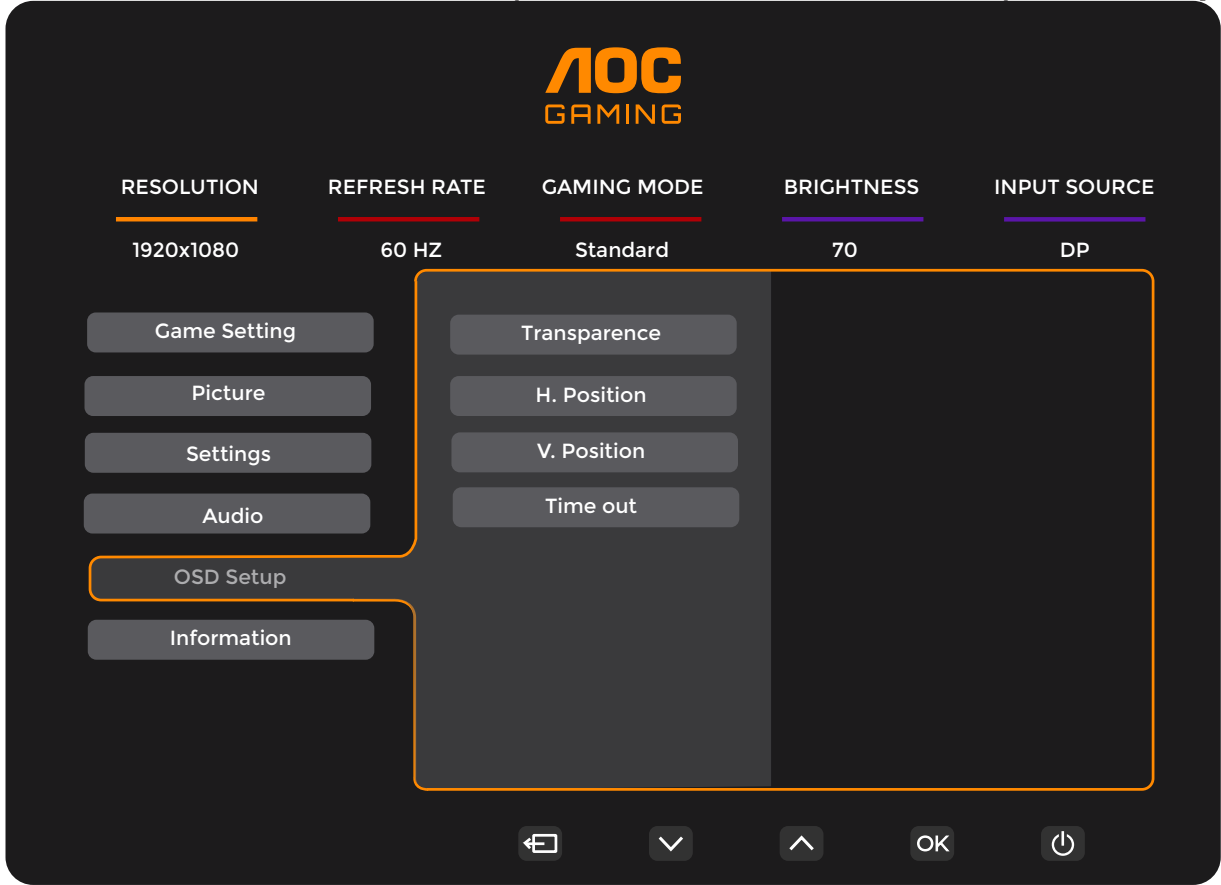 AOC
GAMING
RESOLUTION REFRESH RATE GAMING MODE BRIGHTNESS INPUT SOURCE
1920x1080 60 HZ Standard 70 DP
Game Setting
Picture
Settings
Audio
OSD Setup
Information
Transparence
H. Position
V. Position
Time out
OK